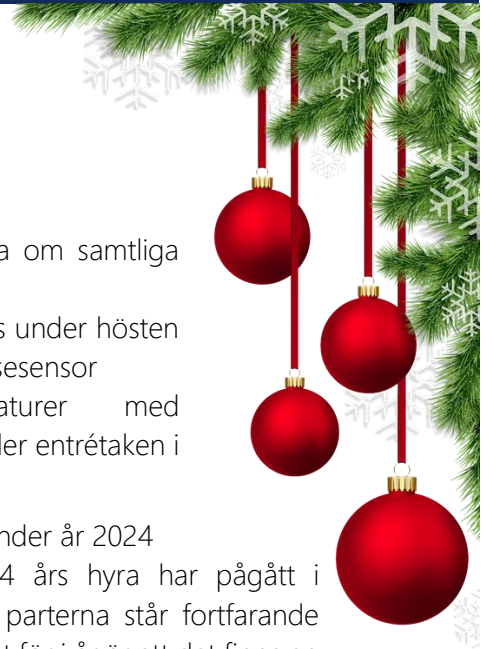 a om samtliga
s under hösten
sesensor
aturer med
ler entrétaken i
nder år 2024
4 års hyra har pågått i
parterna står fortfarande